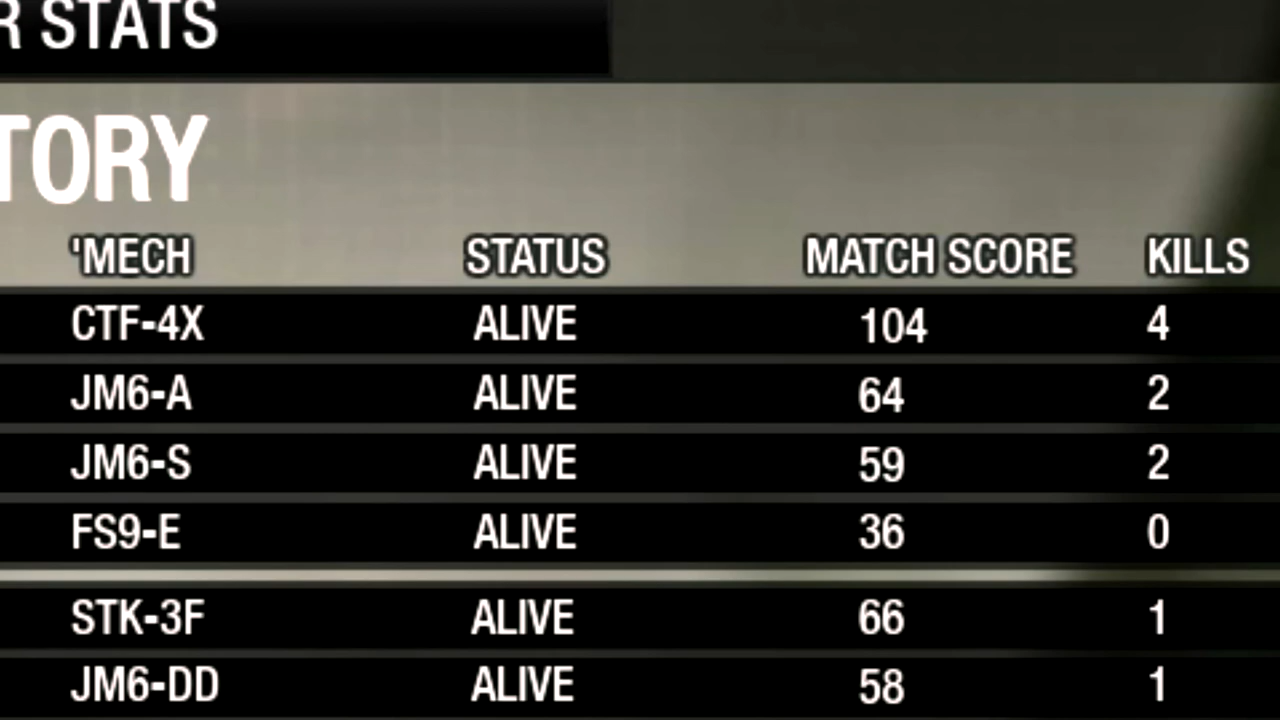 R STATS
TORY
'MECH STATUS MATCH SCORE KILLS
CTF-4X ALIVE 104 4
JM6-A ALIVE 64 2
JM6-S ALIVE 59 2
FS9-E ALIVE 36 0
STK-3F ALIVE 66 1
JM6-DD ALIVE 58 1